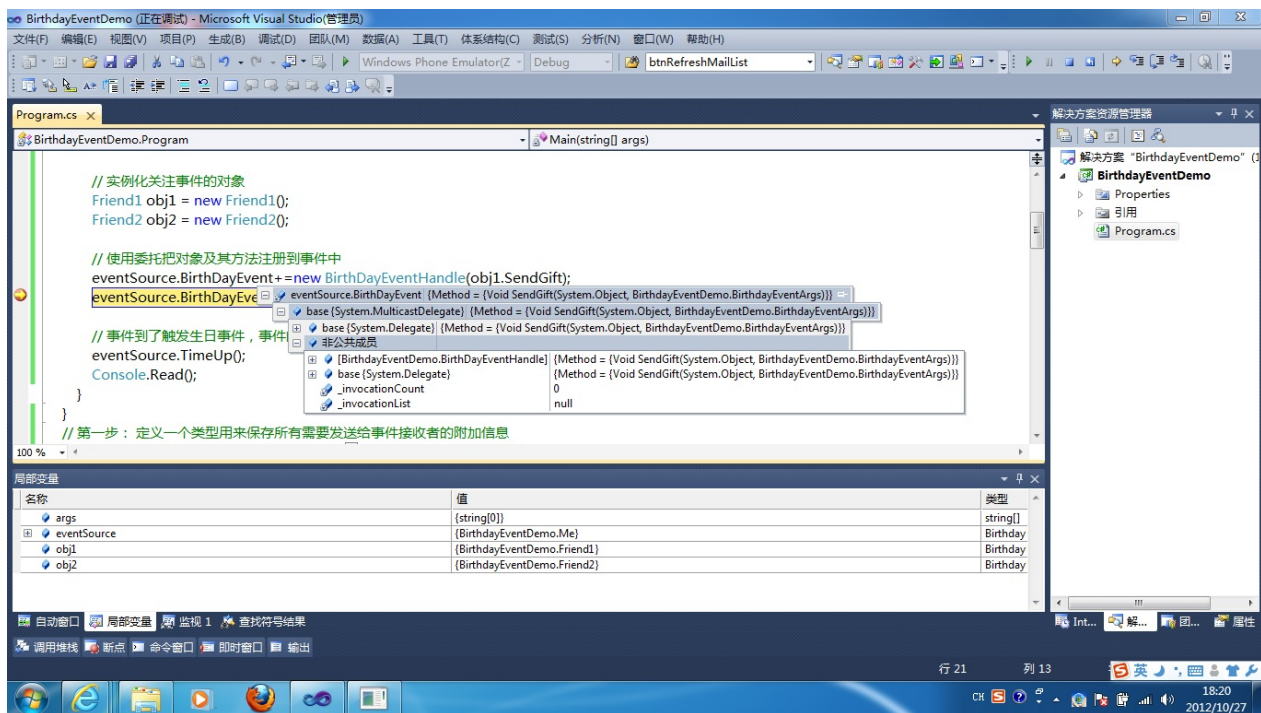 BirthdayEventDemo (正在调试) - Microsoft Visual Studio(管理员)
文件(F) 编辑(E) 视图(V) 项目(P) 生成(B) 调试(D) 团队(M) 数据(A) 工具(T) 体系结构(C) 测试(S) 分析(N) 窗口(W) 帮助(H)
Windows Phone Emulator(Z Debug btnRefreshMailList
Program.cs
BirthdayEventDemo.Program Main(string[] args)
// 实例化关注事件的对象
Friend1 obj1 = new Friend1();
Friend2 obj2 = new Friend2();
// 使用委托把对象及其方法注册到事件中
eventSource.BirthDayEvent+=new BirthDayEventHandle(obj1.SendGift);
eventSource.BirthDayEve
eventSource.BirthDayEvent {Method = {Void SendGift(System.Object, BirthdayEventDemo.BirthdayEventArgs)}}
base {System.MulticastDelegate} {Method = {Void SendGift(System.Object, BirthdayEventDemo.BirthdayEventArgs)}}
base {System.Delegate} {Method = {Void SendGift(System.Object, BirthdayEventDemo.BirthdayEventArgs)}}
非公共成员
[BirthdayEventDemo.BirthDayEventHandle] {Method = {Void SendGift(System.Object, BirthdayEventDemo.BirthdayEventArgs)}}
base {System.Delegate} {Method = {Void SendGift(System.Object, BirthdayEventDemo.BirthdayEventArgs)}}
_invocationCount 0
_invocationList null
// 事件到了触发生日事件，事件
eventSource.TimeUp();
Console.Read();
}
}
// 第一步： 定义一个类型用来保存所有需要发送给事件接收者的附加信息
100 %
局部变量
名称 值 类型
args {string[0]} string[]
eventSource {BirthdayEventDemo.Me} Birthday
obj1 {BirthdayEventDemo.Friend1} Birthday
obj2 {BirthdayEventDemo.Friend2} Birthday
自动窗口 局部变量 监视 1 查找符号结果
调用堆栈 断点 命令窗口 即时窗口 输出
解决方案资源管理器
解决方案 "BirthdayEventDemo" (1
BirthdayEventDemo
Properties
引用
Program.cs
Int... 解... 团... 属性
行 21 列 13
英
CH
18:20
2012/10/27